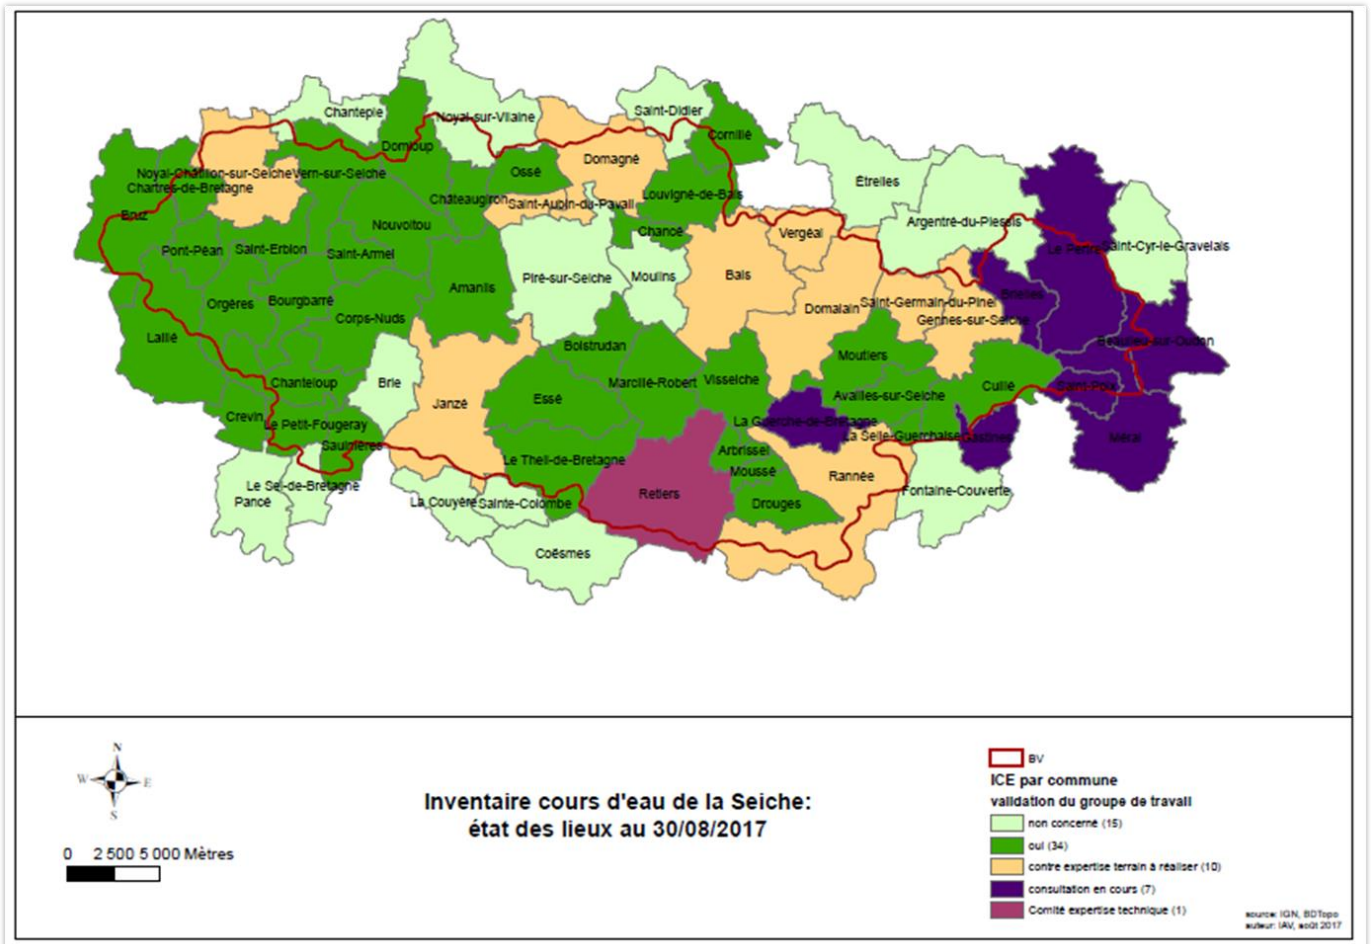 Chantepie
Noyal-sur-Vilaine
Saint-Didier
Cornillé
Domloup
Domagné
Noyal-Châtillon-sur-Seiche
Vern-sur-Seiche
Ossé
Étrelles
Chartres-de-Bretagne
Châteaugiron
Saint-Aubin-du-Pavail
Louvigné-de-Bais
Bruz
Nouvoitou
Chancé
Vergéal
Argentré-du-Plessis
Pont-Péan
Saint-Erblon
Saint-Armel
Le Pertre
Saint-Cyr-le-Gravelais
Piré-sur-Seiche
Moulins
Bais
Amanlis
Brielles
Orgères
Bourgbarré
Domalain
Saint-Germain-du-Pinel
Corps-Nuds
Gennes-sur-Seiche
Laillé
Boistrudan
Beaulieu-sur-Oudon
Moutiers
Chanteloup
Brie
Marcillé-Robert
Visseiche
Cuillé
Saint-Poix
Janzé
Essé
Availles-sur-Seiche
Crevin
Le Petit-Fougeray
La Guerche-de-Bretagne
La Selle-Guerchaise
Gastines
Méral
Saulnières
Arbrissel
Le Theil-de-Bretagne
Moussé
Rannée
Le Sel-de-Bretagne
Retiers
Fontaine-Couverte
Pancé
La Couyère
Sainte-Colombe
Drouges
Coësmes
N
W
E
S
0 2 500 5 000 Mètres
Inventaire cours d'eau de la Seiche:
état des lieux au 30/08/2017
BV
ICE par commune
validation du groupe de travail
non concerné (15)
oui (34)
contre expertise terrain à réaliser (10)
consultation en cours (7)
Comité expertise technique (1)
source: IGN, BDTopo
auteur: IAV, août 2017